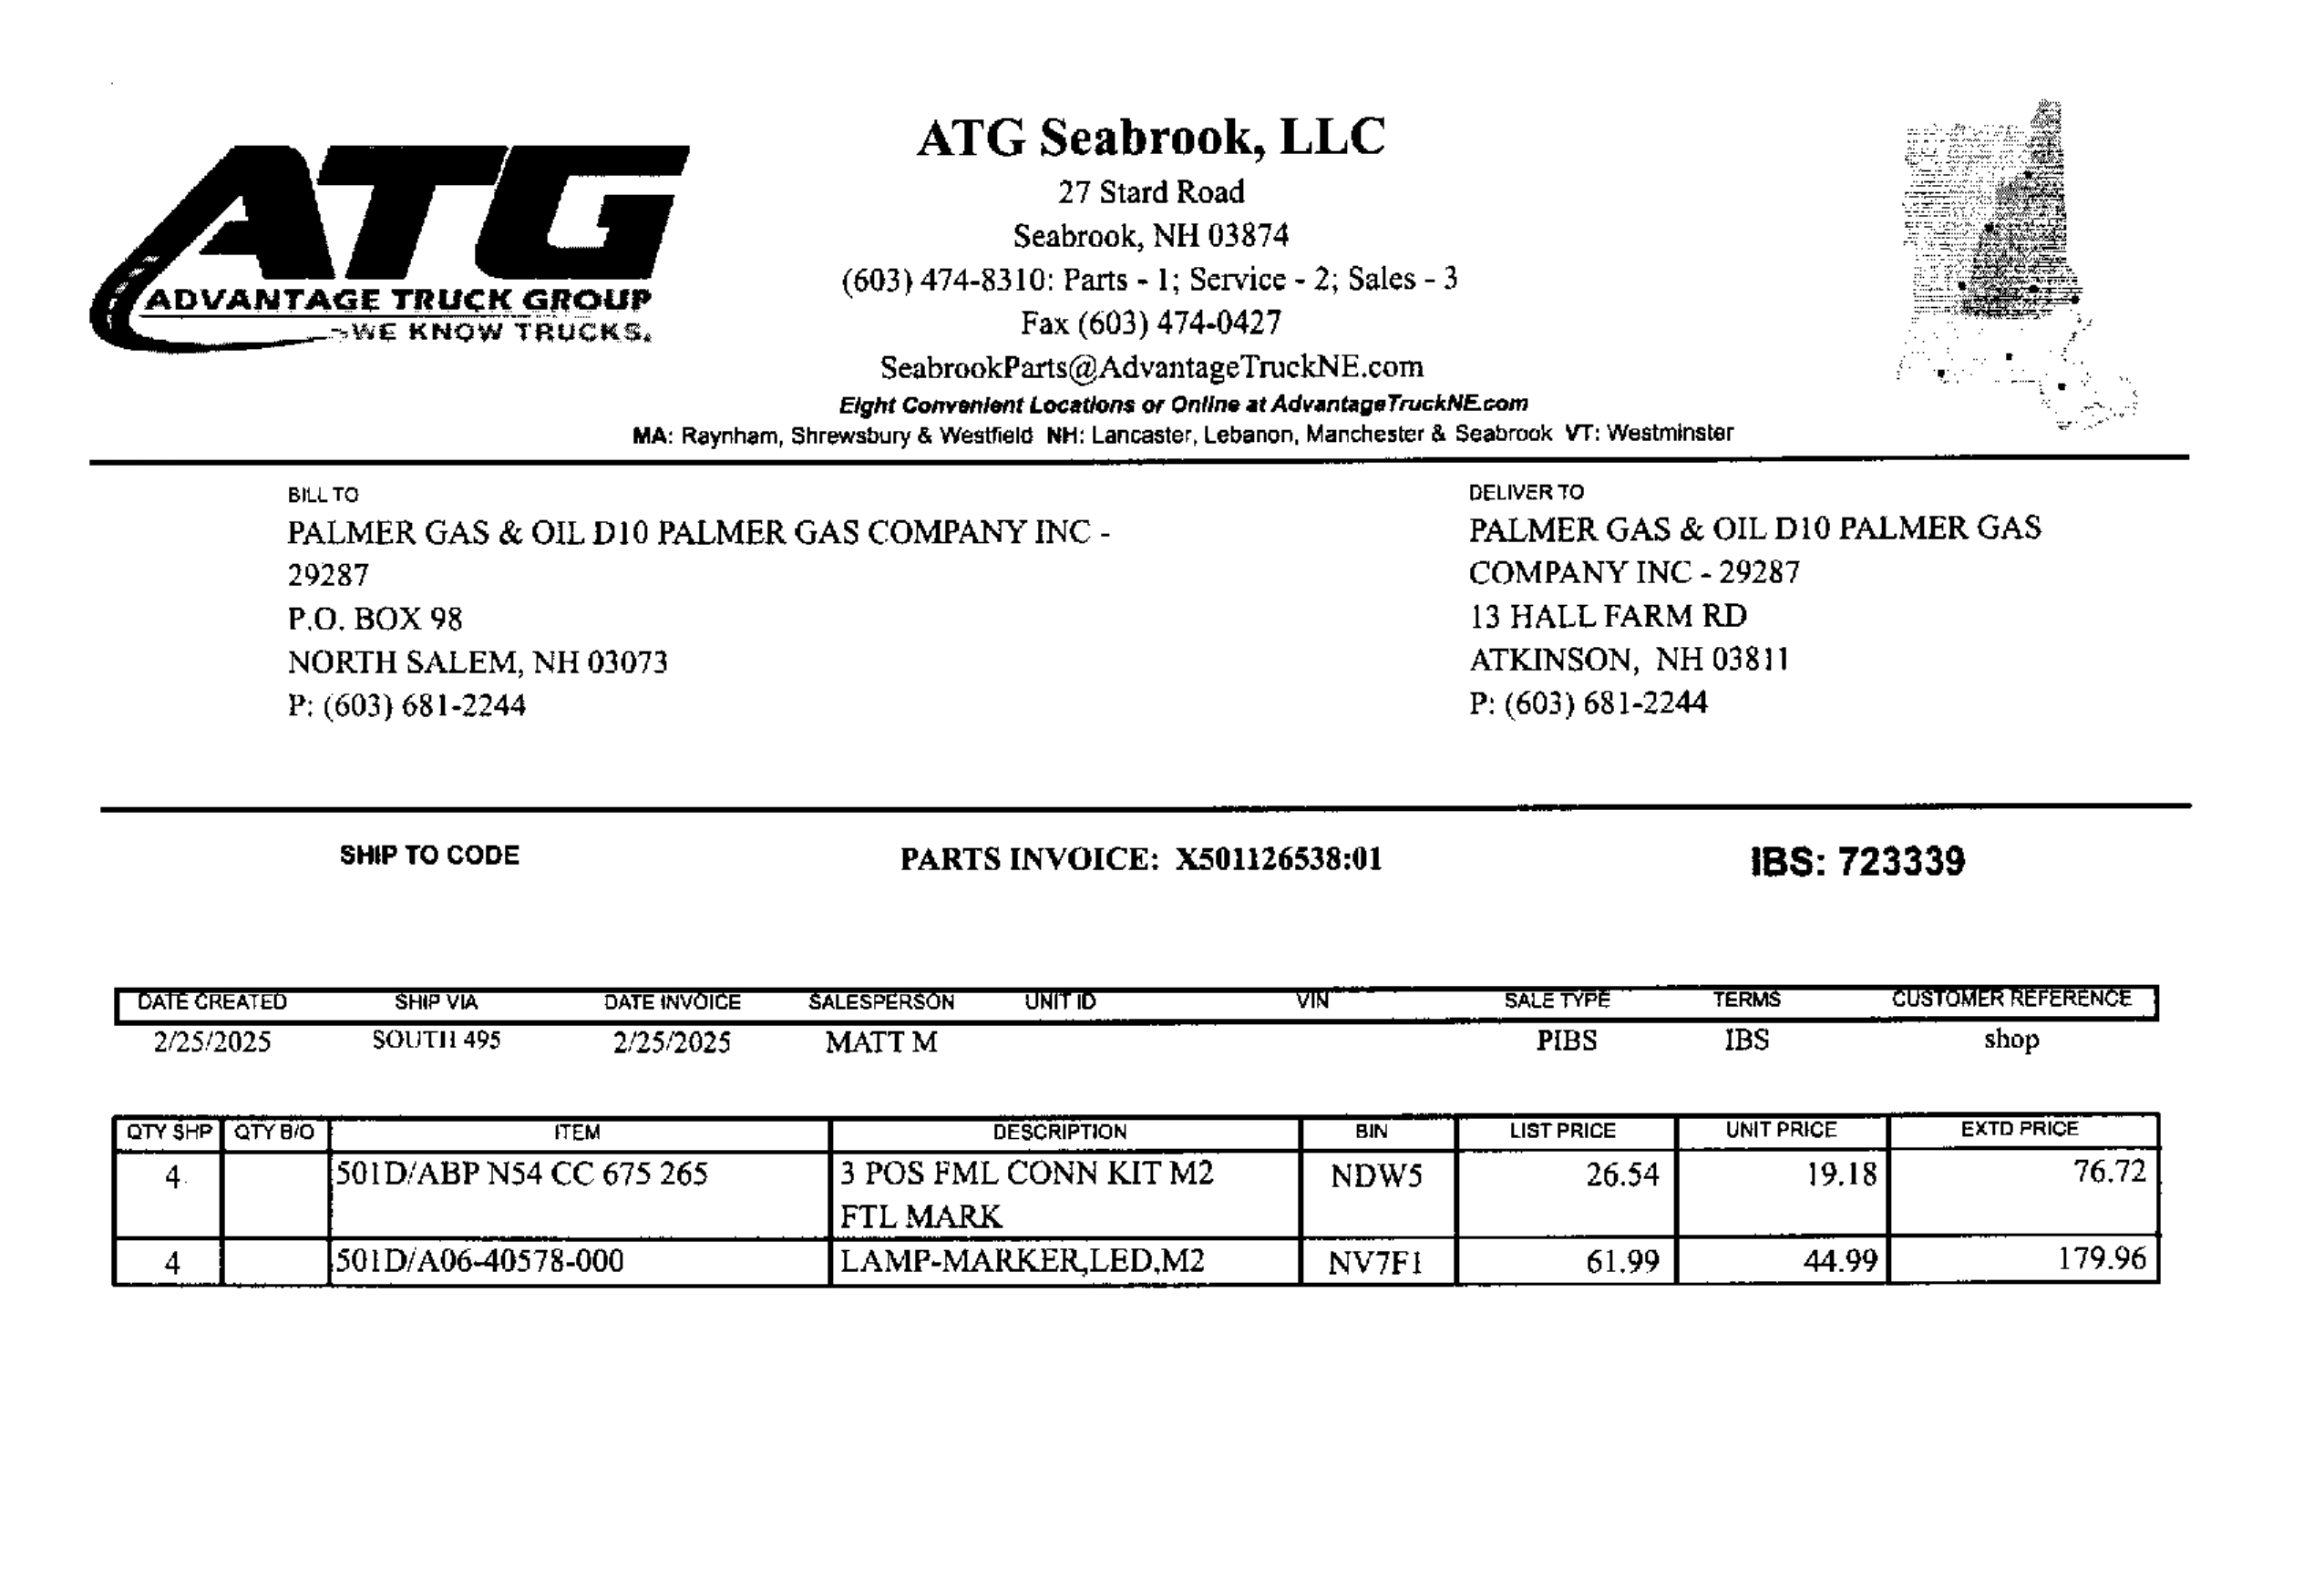 ATG
ADVANTAGE TRUCK GROUP
WE KNOW TRUCKS.
ATG Seabrook, LLC
27 Stard Road
Seabrook, NH 03874
(603) 474-8310: Parts - 1; Service - 2; Sales - 3
Fax (603) 474-0427
SeabrookParts@AdvantageTruckNE.com
Eight Convenient Locations or Online at AdvantageTruckNE.com
MA: Raynham, Shrewsbury & Westfield NH: Lancaster, Lebanon, Manchester & Seabrook VT: Westminster
BILL TO
PALMER GAS & OIL D10 PALMER GAS COMPANY INC -
29287
P.O. BOX 98
NORTH SALEM, NH 03073
P: (603) 681-2244
DELIVER TO
PALMER GAS & OIL D10 PALMER GAS
COMPANY INC - 29287
13 HALL FARM RD
ATKINSON, NH 03811
P: (603) 681-2244
SHIP TO CODE PARTS INVOICE: X501126538:01 IBS: 723339
DATE CREATED SHIP VIA DATE INVOICE SALESPERSON UNIT ID VIN SALE TYPE TERMS CUSTOMER REFERENCE
2/25/2025 SOUTH 495 2/25/2025 MATT M PIBS IBS shop
QTY SHP QTY B/O ITEM DESCRIPTION BIN LIST PRICE UNIT PRICE EXTD PRICE
4 501D/ABP N54 CC 675 265 3 POS FML CONN KIT M2 NDW5 26.54 19.18 76.72
FTL MARK
4 501D/A06-40578-000 LAMP-MARKER,LED,M2 NV7F1 61.99 44.99 179.96